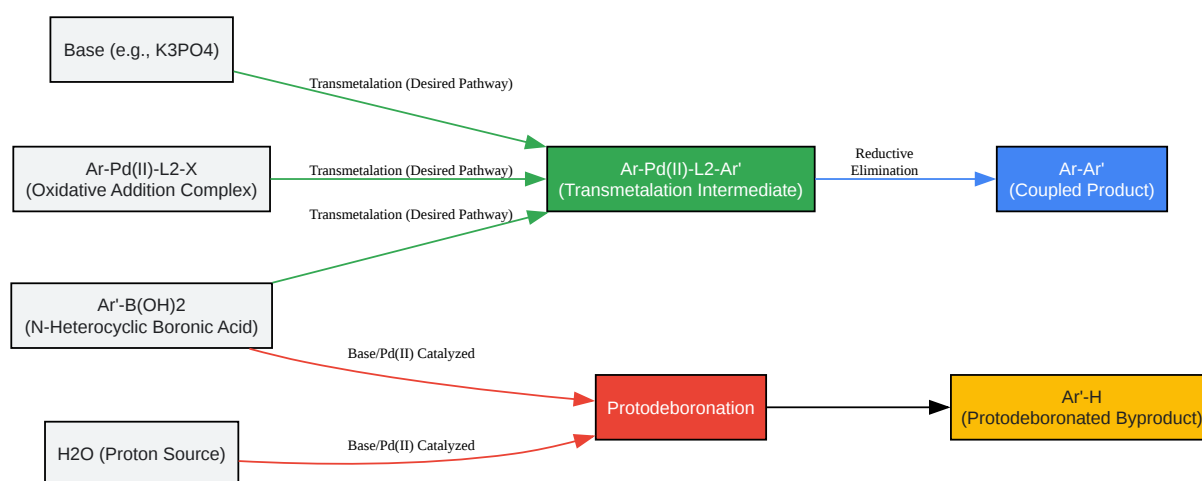 Base (e.g., K3PO4)
Transmetalation (Desired Pathway)
Ar-Pd(II)-L2-X
(Oxidative Addition Complex)
Transmetalation (Desired Pathway)
Ar-Pd(II)-L2-Ar'
(Transmetalation Intermediate)
Reductive
Elimination
Ar-Ar'
(Coupled Product)
Transmetalation (Desired Pathway)
Ar'-B(OH)2
(N-Heterocyclic Boronic Acid)
Base/Pd(II) Catalyzed
Protodeboronation
Ar'-H
(Protodeboronated Byproduct)
H2O (Proton Source)
Base/Pd(II) Catalyzed